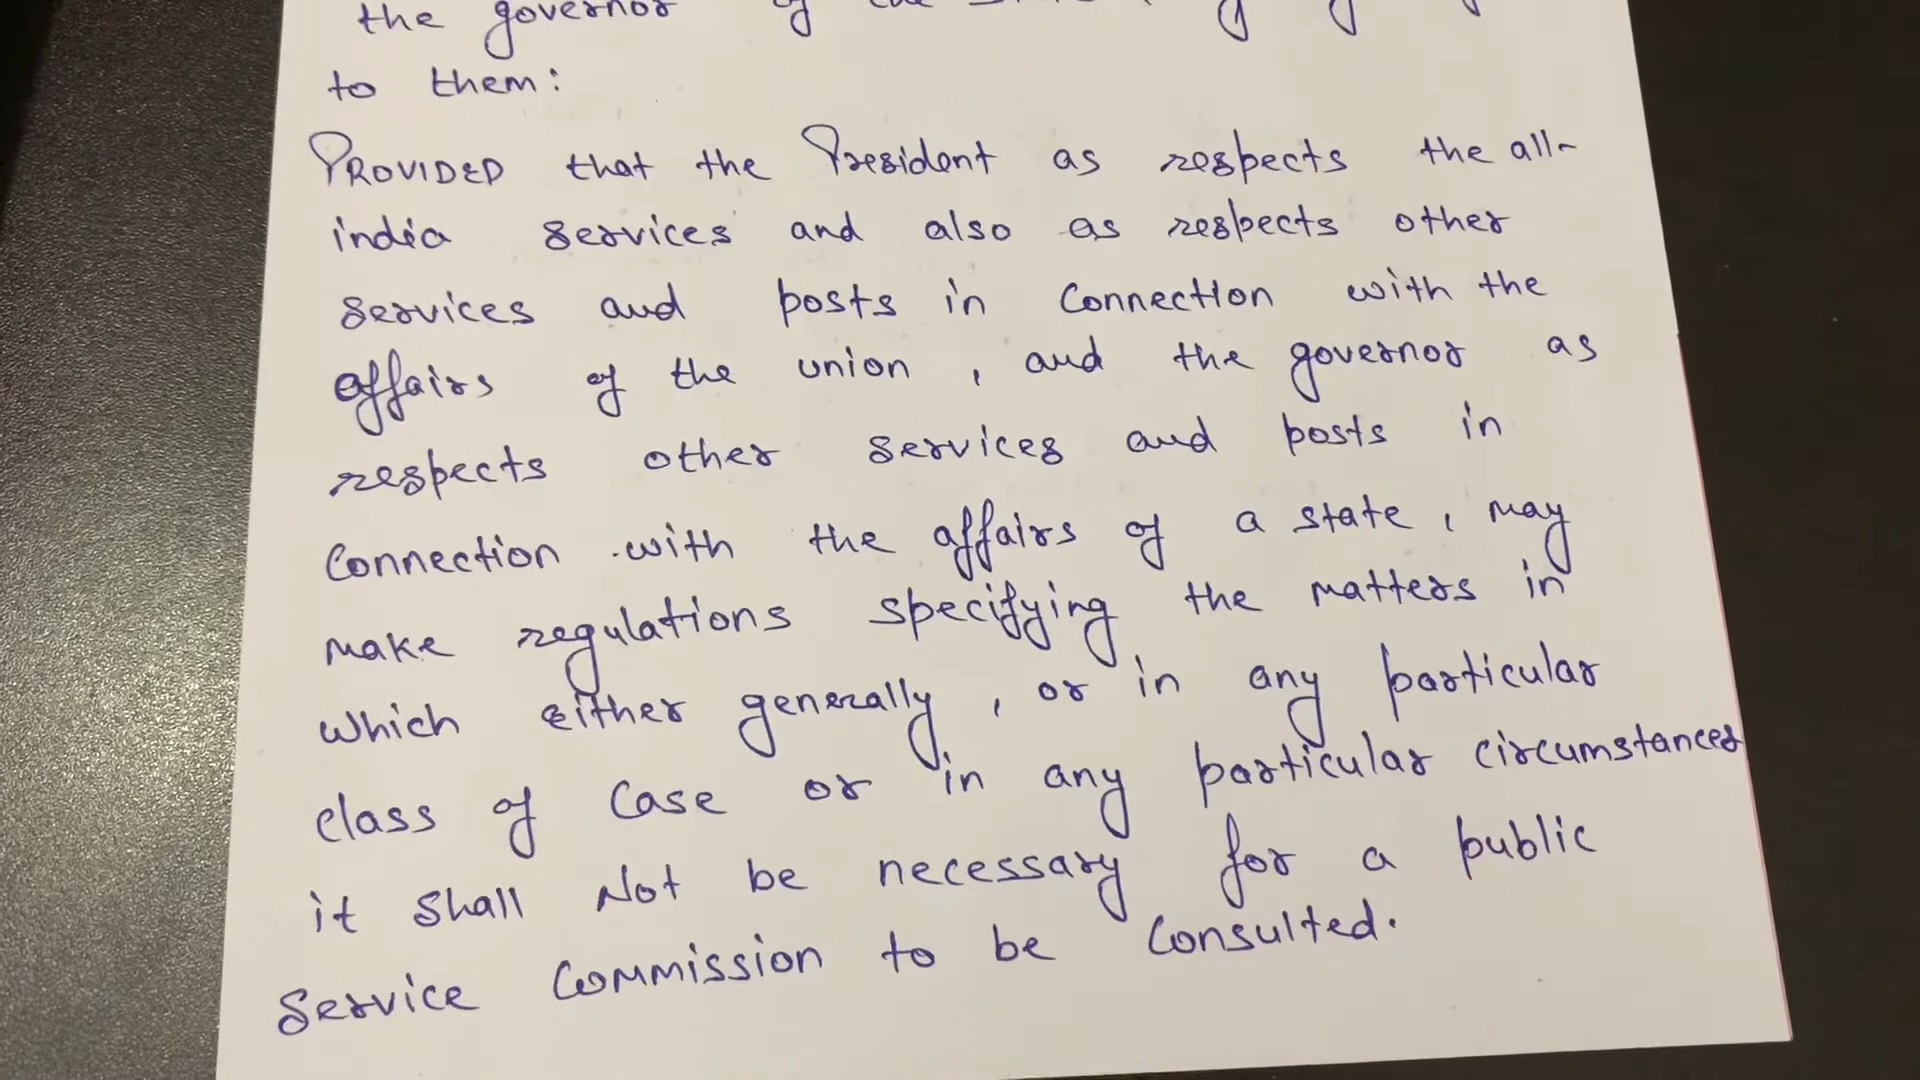 the governor of the
to them:
PROVIDED that the President as respects the all-
india services and also as respects other
services and posts in connection with the
affairs of the union, and the governor as
respects other services and posts in
connection with the affairs of a state, may
make regulations specifying the matters in
which either generally, or in any particular
class of case or in any particular circumstances
it shall Not be necessary for a public
service commission to be consulted.